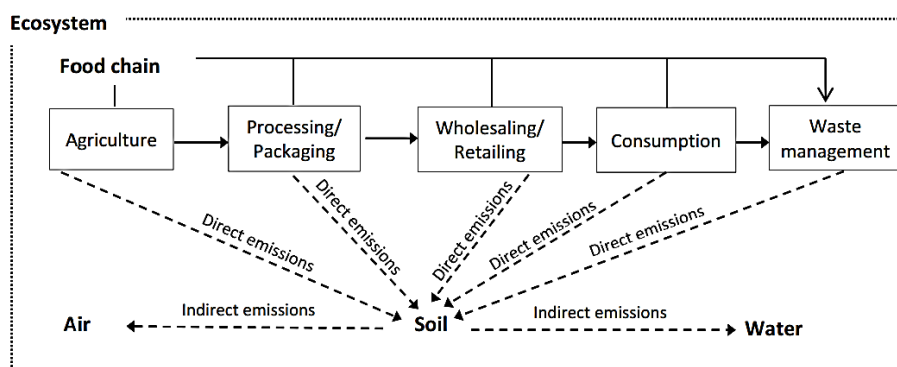 Ecosystem
Food chain
Agriculture
Processing/
Packaging
Wholesaling/
Retailing
Consumption
Waste
management
Direct emissions
Direct emissions
Direct emissions
Direct emissions
Direct emissions
Air
Indirect emissions
Soil
Indirect emissions
Water